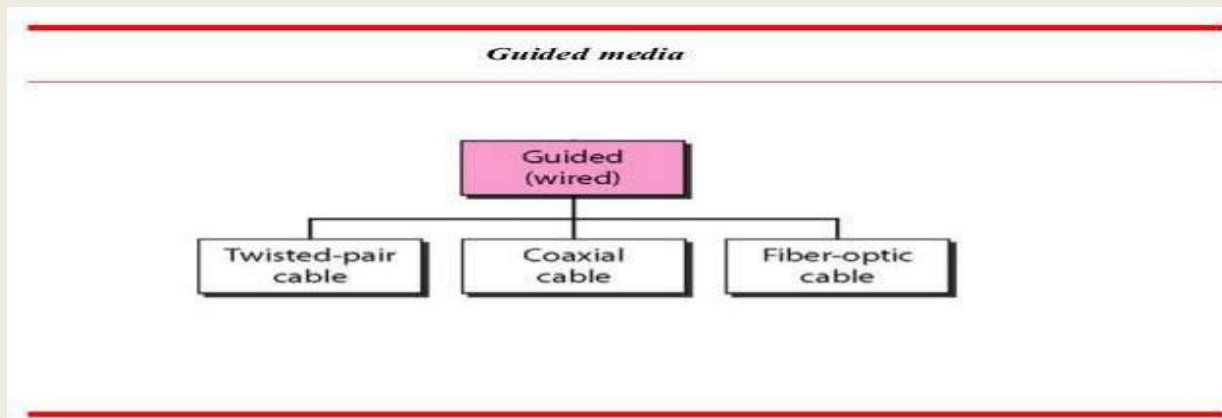 Guided media
Guided
(wired)
Twisted-pair
cable
Coaxial
cable
Fiber-optic
cable